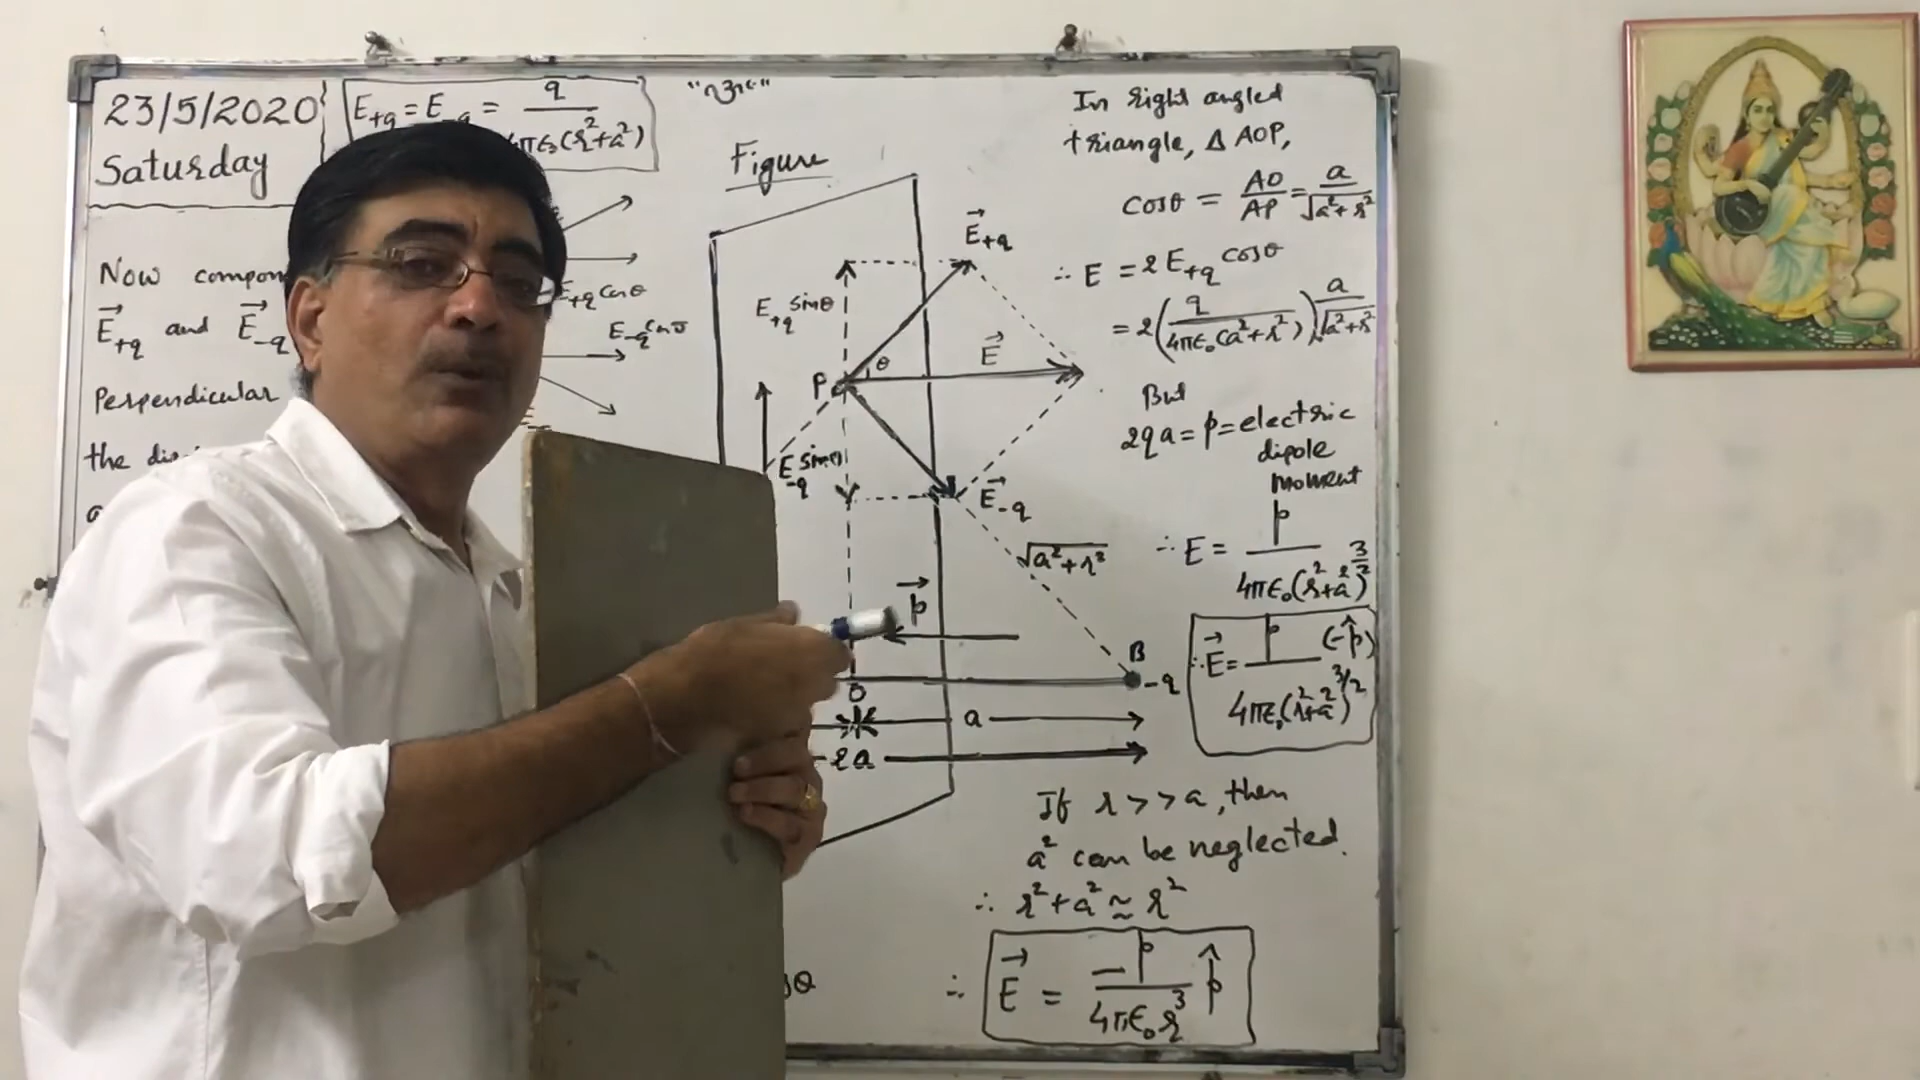 23/5/2020
Saturday
E+q = E-q = q
4πε₀(r²+a²)
"ॐ"
Now compon
E⃗+q and E⃗-q
Perpendicular
the di
a
E+q cosθ
E-q cosθ
Figure
E⃗+q
E+q sinθ
P
θ
E⃗
E-q sinθ
E⃗-q
√a²+r²
p⃗
B
-q
O
a
2a
In right angled
triangle, Δ AOP,
cosθ = AO/AP = a/√a²+r²
∴ E = 2E+q cosθ
= 2(q/4πε₀(a²+r²)) a/√a²+r²
But
2qa = p = electric
dipole
moment
∴ E = p/4πε₀(r²+a²)^3/2
∴ E⃗ = p/4πε₀(r²+a²)^3/2 (-p̂)
If r >> a, then
a² can be neglected.
∴ r²+a² ≈ r²
∴ E⃗ = -p/4πε₀r³ p̂
θ